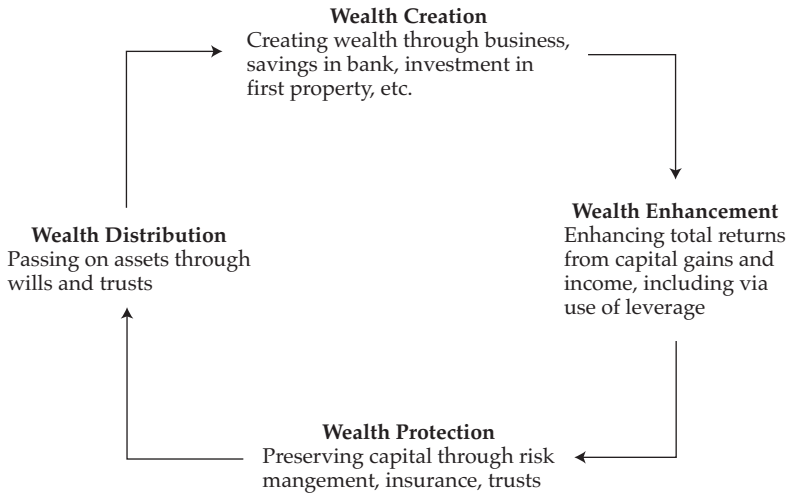 Wealth Creation
Creating wealth through business,
savings in bank, investment in
first property, etc.
Wealth Enhancement
Enhancing total returns
from capital gains and
income, including via
use of leverage
Wealth Protection
Preserving capital through risk
mangement, insurance, trusts
Wealth Distribution
Passing on assets through
wills and trusts